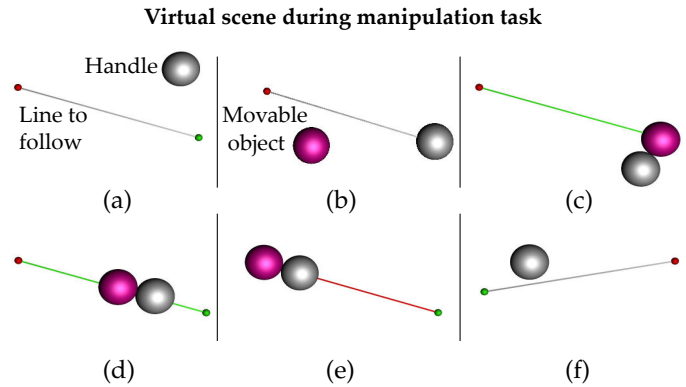 Virtual scene during manipulation task
Handle
Line to
follow
(a)
Movable
object
(b)
(c)
(d)
(e)
(f)